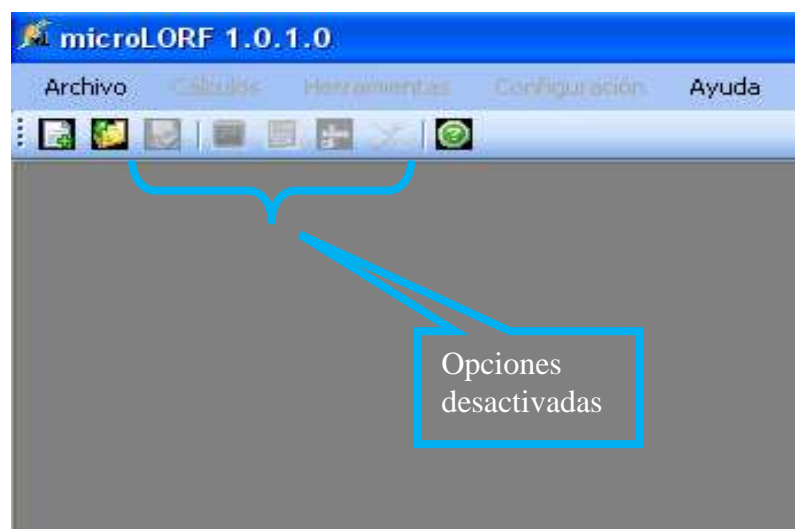 microLORF 1.0.1.0
Archivo Cálculos Herramientas Configuración Ayuda
Opciones
desactivadas